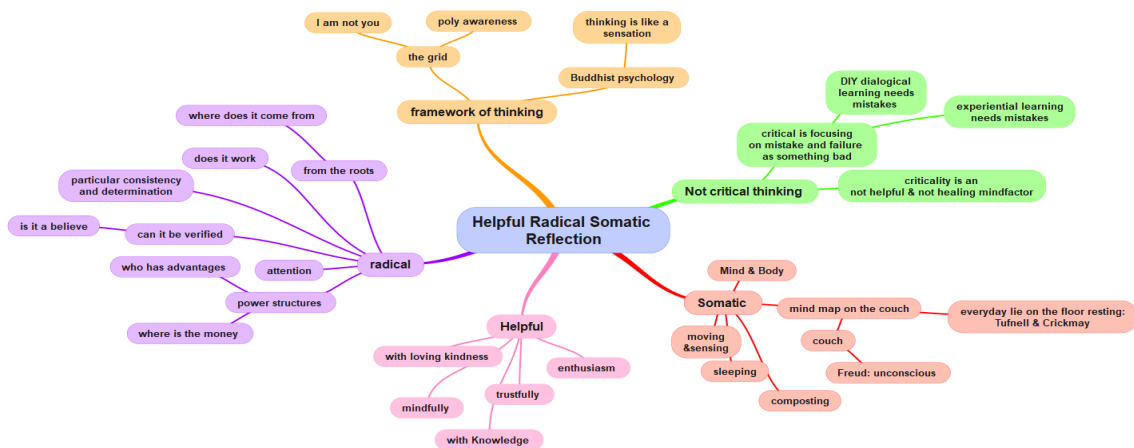 Helpful Radical Somatic
Reflection
framework of thinking
the grid
I am not you
poly awareness
Buddhist psychology
thinking is like a
sensation
Not critical thinking
critical is focusing
on mistake and failure
as something bad
DIY dialogical
learning needs
mistakes
experiential learning
needs mistakes
criticality is an
not helpful & not healing mindfactor
Somatic
Mind & Body
mind map on the couch
everyday lie on the floor resting:
Tufnell & Crickmay
couch
Freud: unconscious
moving
&sensing
sleeping
composting
Helpful
with loving kindness
mindfully
with Knowledge
trustfully
enthusiasm
radical
from the roots
where does it come from
does it work
particular consistency
and determination
can it be verified
is it a believe
attention
power structures
who has advantages
where is the money